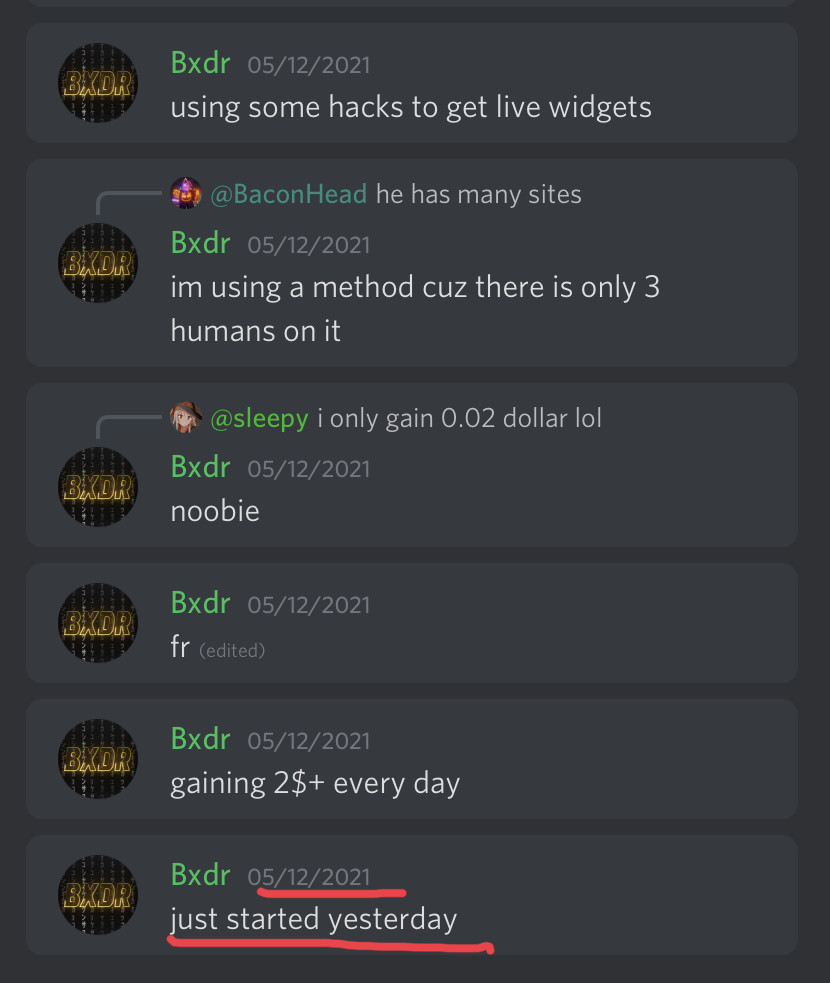 Bxdr 05/12/2021
using some hacks to get live widgets
@BaconHead he has many sites
Bxdr 05/12/2021
im using a method cuz there is only 3
humans on it
@sleepy i only gain 0.02 dollar lol
Bxdr 05/12/2021
noobie
Bxdr 05/12/2021
fr (edited)
Bxdr 05/12/2021
gaining 2$+ every day
Bxdr 05/12/2021
just started yesterday
BXDR
BXDR
BXDR
BXDR
BXDR
BXDR